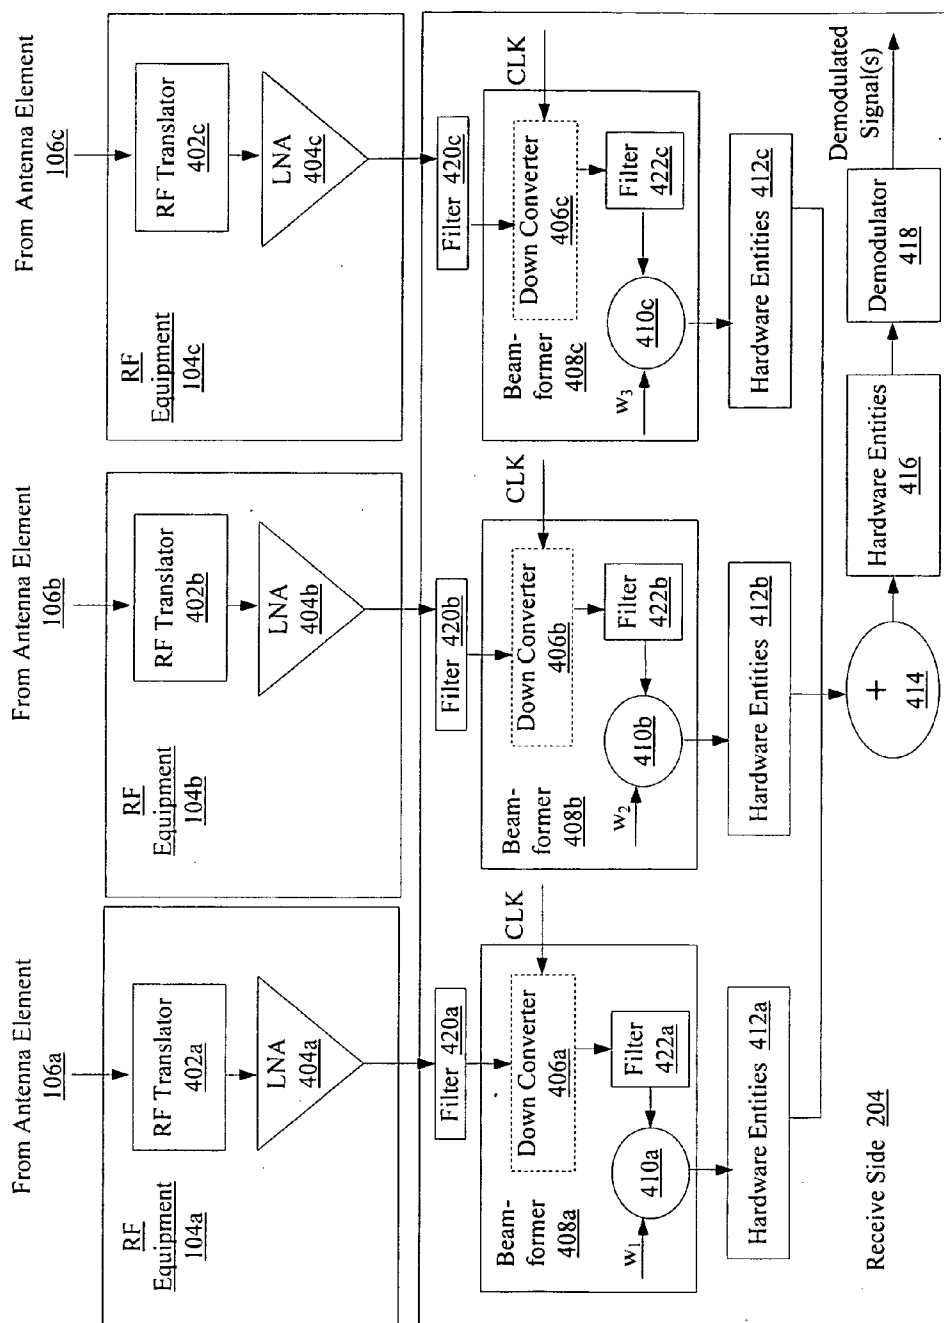 From Antenna Element
106a
RF Translator
402a
LNA
404a
RF
Equipment
104a
From Antenna Element
106b
RF Translator
402b
LNA
404b
RF
Equipment
104b
From Antenna Element
106c
RF Translator
402c
LNA
404c
RF
Equipment
104c
Filter 420a
CLK
Down Converter
406a
Filter
422a
Beam-
former
408a
w1
410a
Hardware Entities 412a
Filter 420b
CLK
Down Converter
406b
Filter
422b
Beam-
former
408b
w2
410b
Hardware Entities 412b
Filter 420c
CLK
Down Converter
406c
Filter
422c
Beam-
former
408c
w3
410c
Hardware Entities 412c
+
414
Hardware Entities
416
Demodulator
418
Demodulated
Signal(s)
Receive Side 204